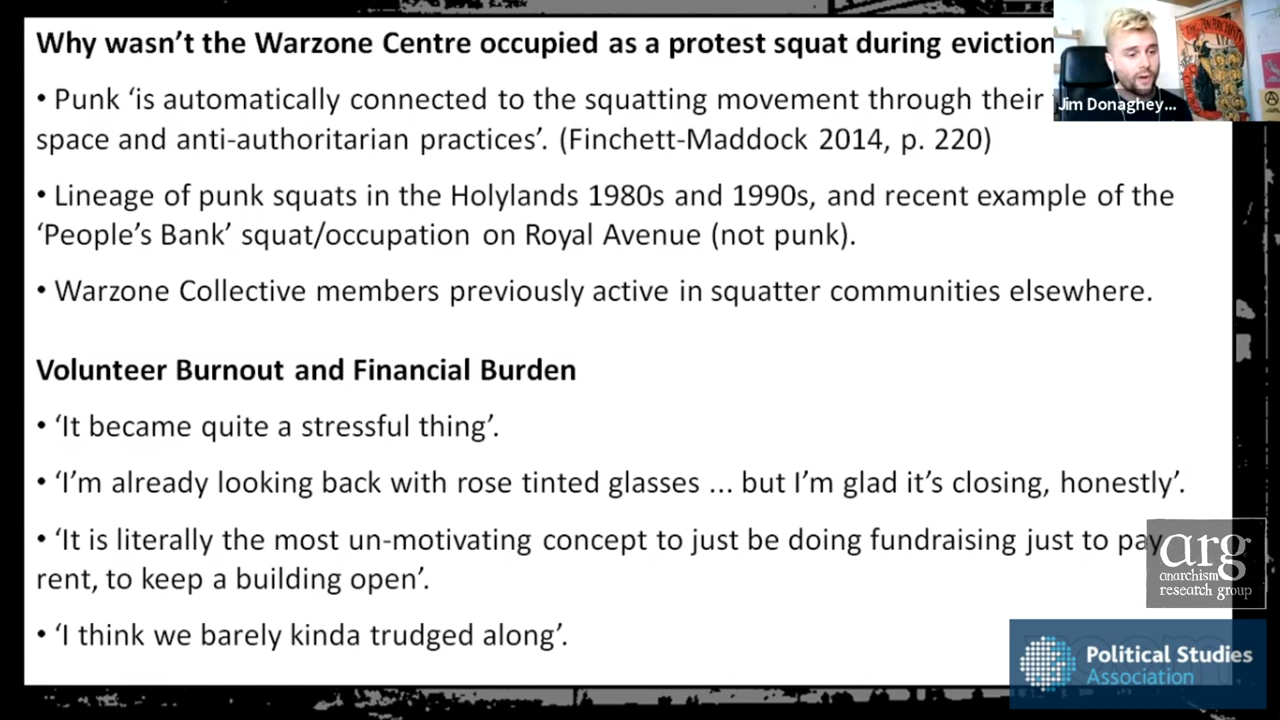 Why wasn't the Warzone Centre occupied as a protest squat during eviction
• Punk ‘is automatically connected to the squatting movement through their
space and anti-authoritarian practices’. (Finchett-Maddock 2014, p. 220)
• Lineage of punk squats in the Holylands 1980s and 1990s, and recent example of the
‘People’s Bank’ squat/occupation on Royal Avenue (not punk).
• Warzone Collective members previously active in squatter communities elsewhere.
Volunteer Burnout and Financial Burden
• ‘It became quite a stressful thing’.
• ‘I’m already looking back with rose tinted glasses ... but I’m glad it’s closing, honestly’.
• ‘It is literally the most un-motivating concept to just be doing fundraising just to pay
rent, to keep a building open’.
• ‘I think we barely kinda trudged along’.
Jim Donaghey...
arg
anarchism
research group
Political Studies
Association